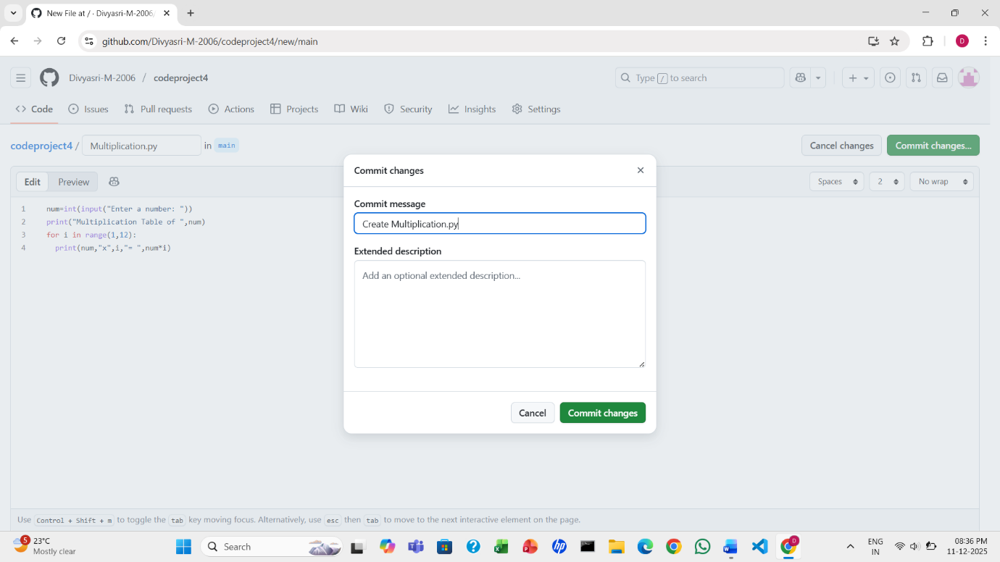 New File at / · Divyasri-M-2006/
github.com/Divyasri-M-2006/codeproject4/new/main
D
Divyasri-M-2006 / codeproject4
Type / to search
Code Issues Pull requests Actions Projects Wiki Security Insights Settings
codeproject4 / Multiplication.py in main
Cancel changes Commit changes...
Edit Preview
Spaces 2 No wrap
1 num=int(input("Enter a number: "))
2 print("Multiplication Table of ",num)
3 for i in range(1,12):
4 print(num,"x",i,"= ",num*i)
Commit changes
Commit message
Create Multiplication.py
Extended description
Add an optional extended description...
Cancel Commit changes
Use Control + Shift + m to toggle the tab key moving focus. Alternatively, use esc then tab to move to the next interactive element on the page.
5
23°C
Mostly clear
Search
D
ENG
IN
08:36 PM
11-12-2025